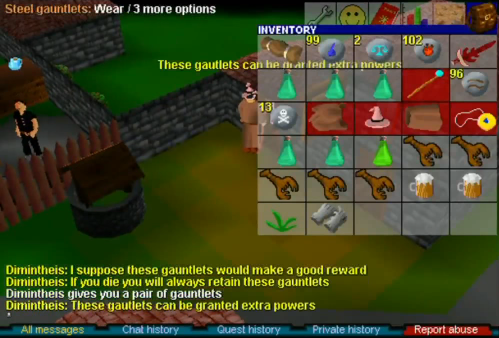 Steel gauntlets: Wear / 3 more options
INVENTORY
99
2
102
These gautlets can be granted extra powers
96
13
Dimintheis: I suppose these gauntlets would make a good reward
Dimintheis: If you die you will always retain these gauntlets
Dimintheis gives you a pair of gauntlets
Dimintheis: These gautlets can be granted extra powers
*
All messages
Chat history
Quest history
Private history
Report abuse